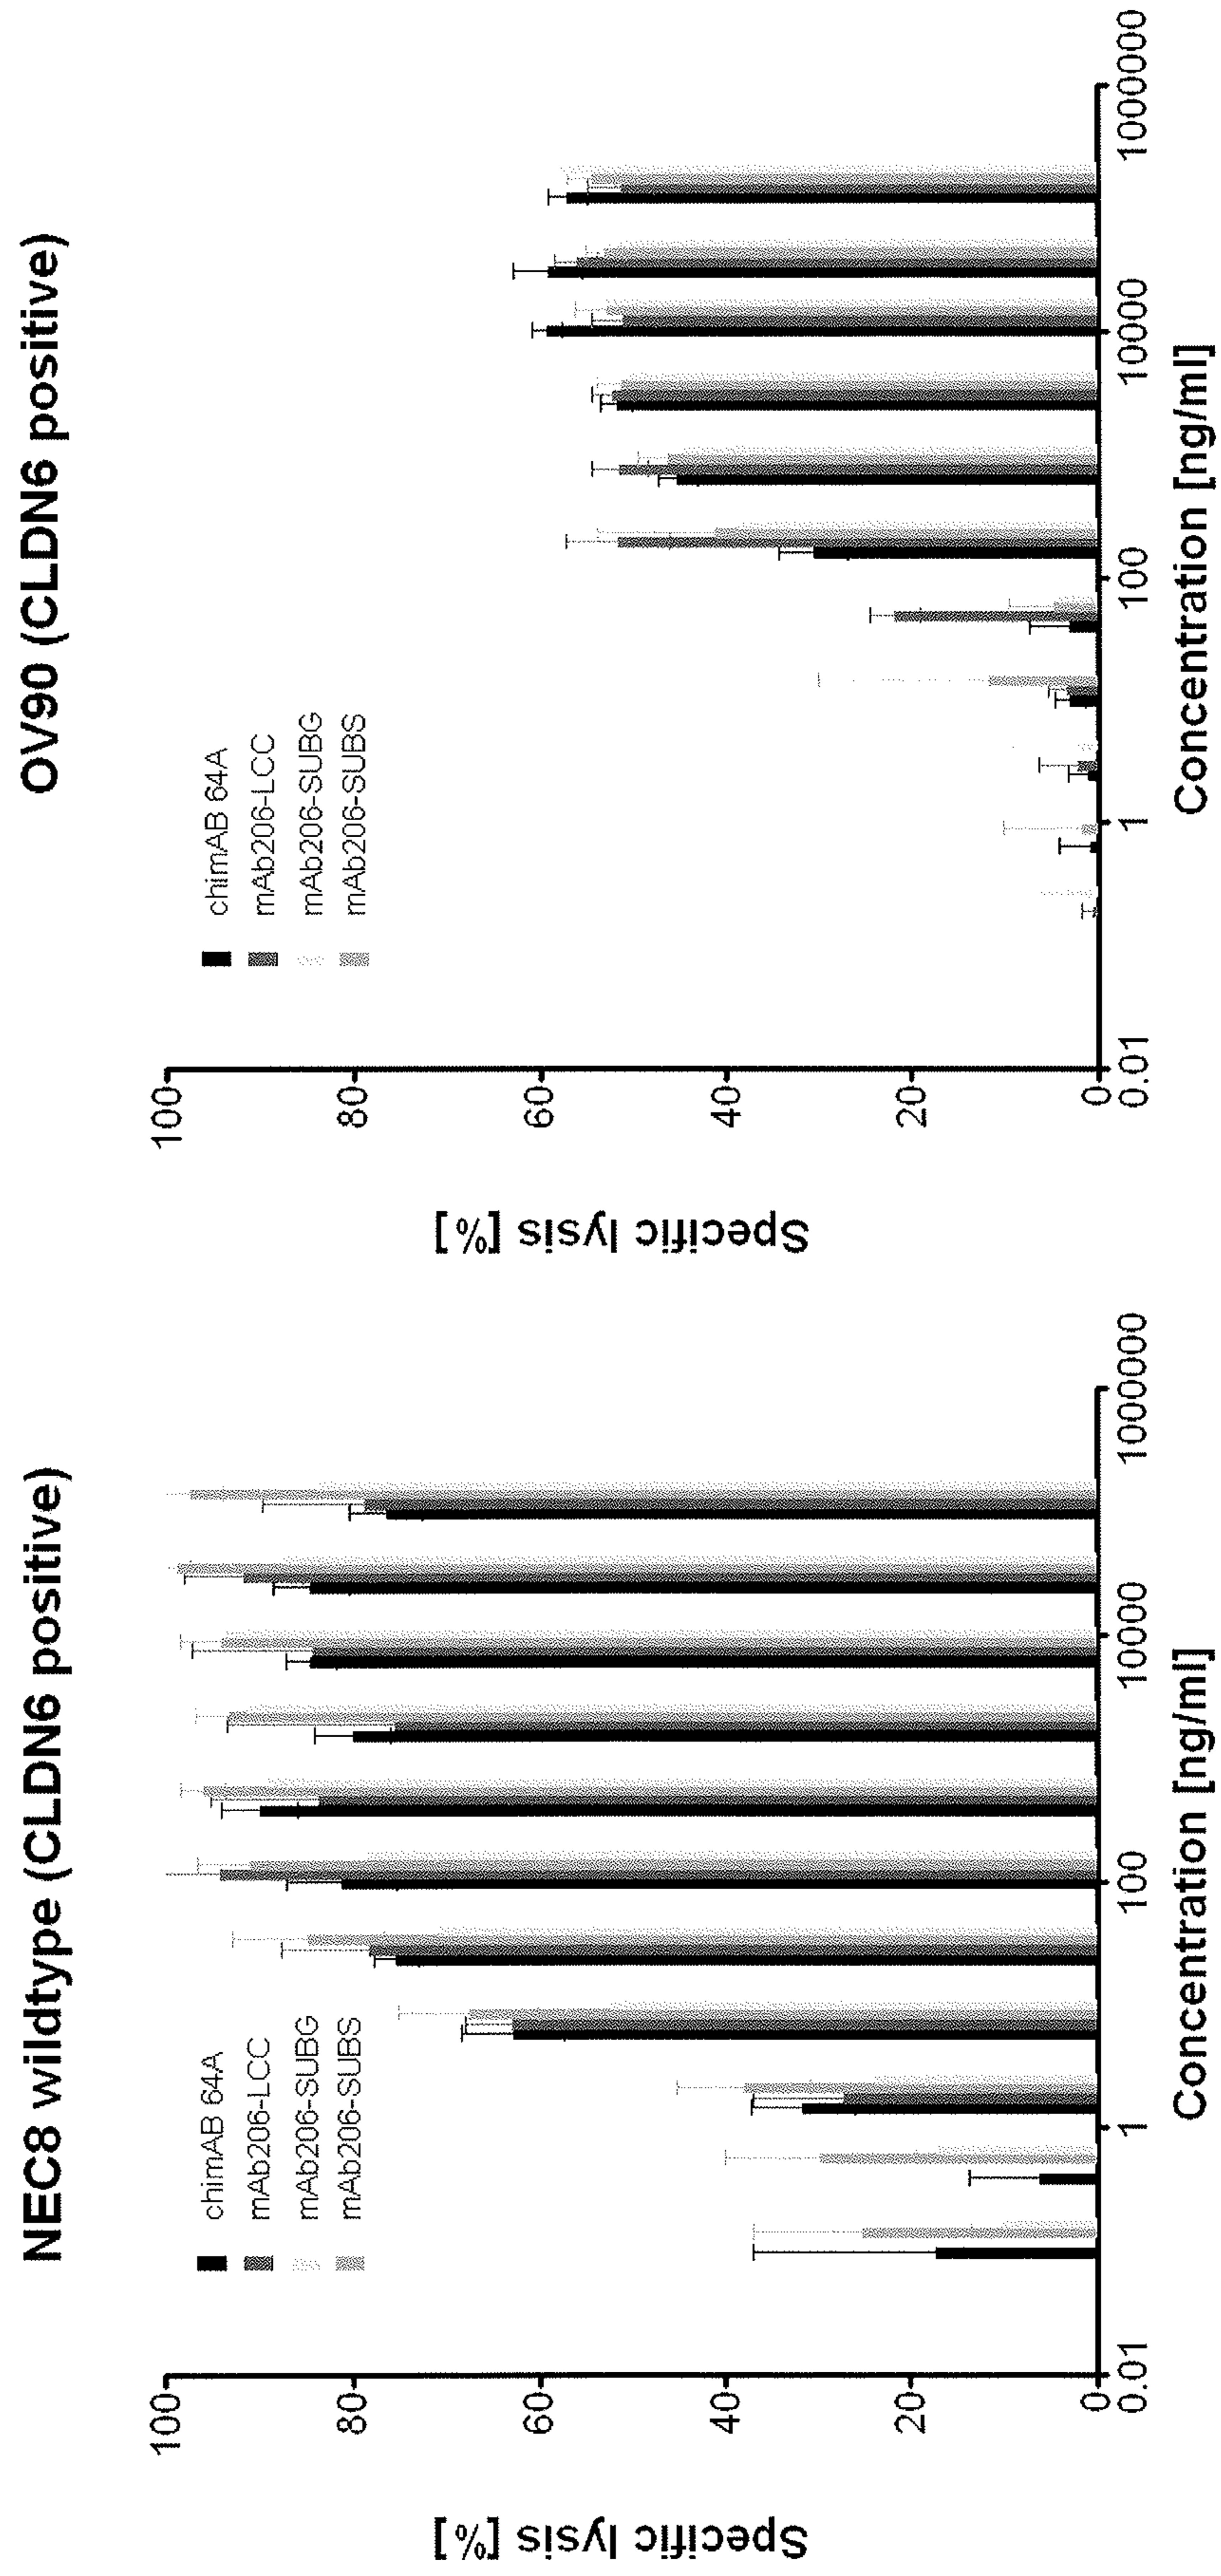 NEC8 wildtype (CLDN6 positive)
chimAB 64A
mAb206-LCC
mAb206-SUBG
mAb206-SUBS
Specific lysis [%]
100
80
60
40
20
0
0.01
1
100
10000
1000000
Concentration [ng/ml]
OV90 (CLDN6 positive)
chimAB 64A
mAb206-LCC
mAb206-SUBG
mAb206-SUBS
Specific lysis [%]
100
80
60
40
20
0
0.01
1
100
10000
1000000
Concentration [ng/ml]